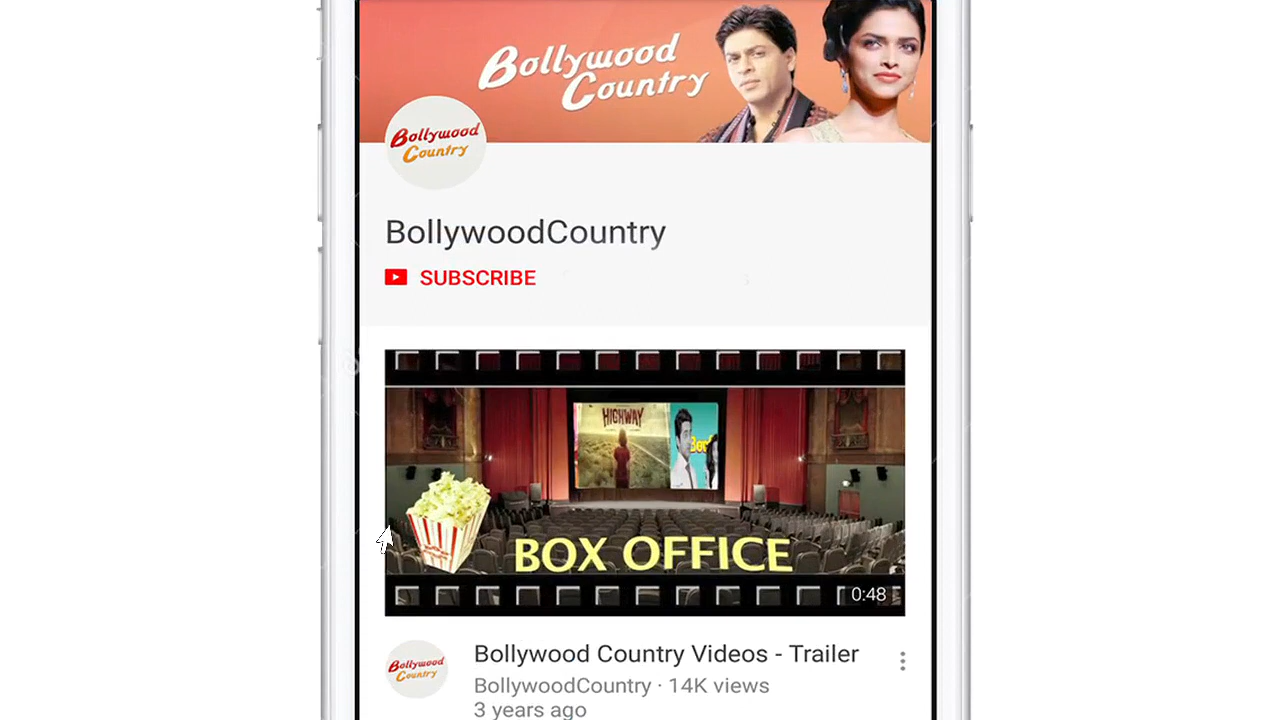 Bollywood
Country
Bollywood
Country
BollywoodCountry
SUBSCRIBE
HIGHWAY
BOX OFFICE
0:48
Bollywood
Country
Bollywood Country Videos - Trailer
BollywoodCountry · 14K views
3 years ago